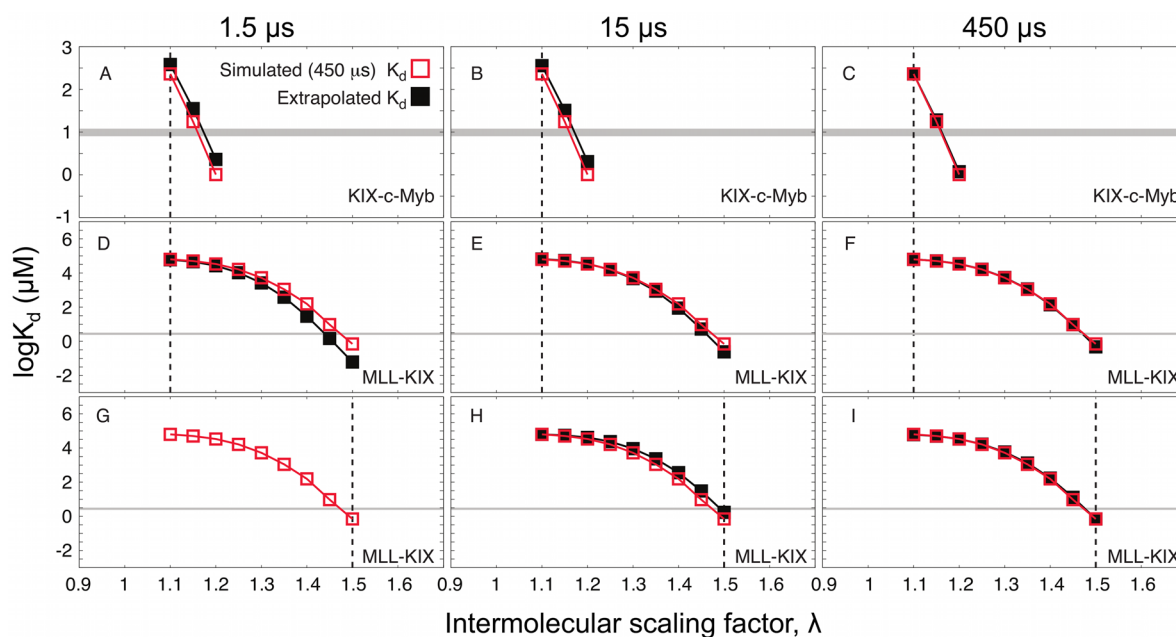 1.5 µs 15 µs 450 µs
3
2
1
0
-1
A
Simulated (450 µs) Kd
Extrapolated Kd
KIX-c-Myb
B
KIX-c-Myb
C
KIX-c-Myb
6
4
2
0
-2
D
MLL-KIX
E
MLL-KIX
F
MLL-KIX
6
4
2
0
-2
G
MLL-KIX
H
MLL-KIX
I
MLL-KIX
logKd (µM)
0.9 1 1.1 1.2 1.3 1.4 1.5 1.6
0.9 1 1.1 1.2 1.3 1.4 1.5 1.6
0.9 1 1.1 1.2 1.3 1.4 1.5 1.6
Intermolecular scaling factor, λ